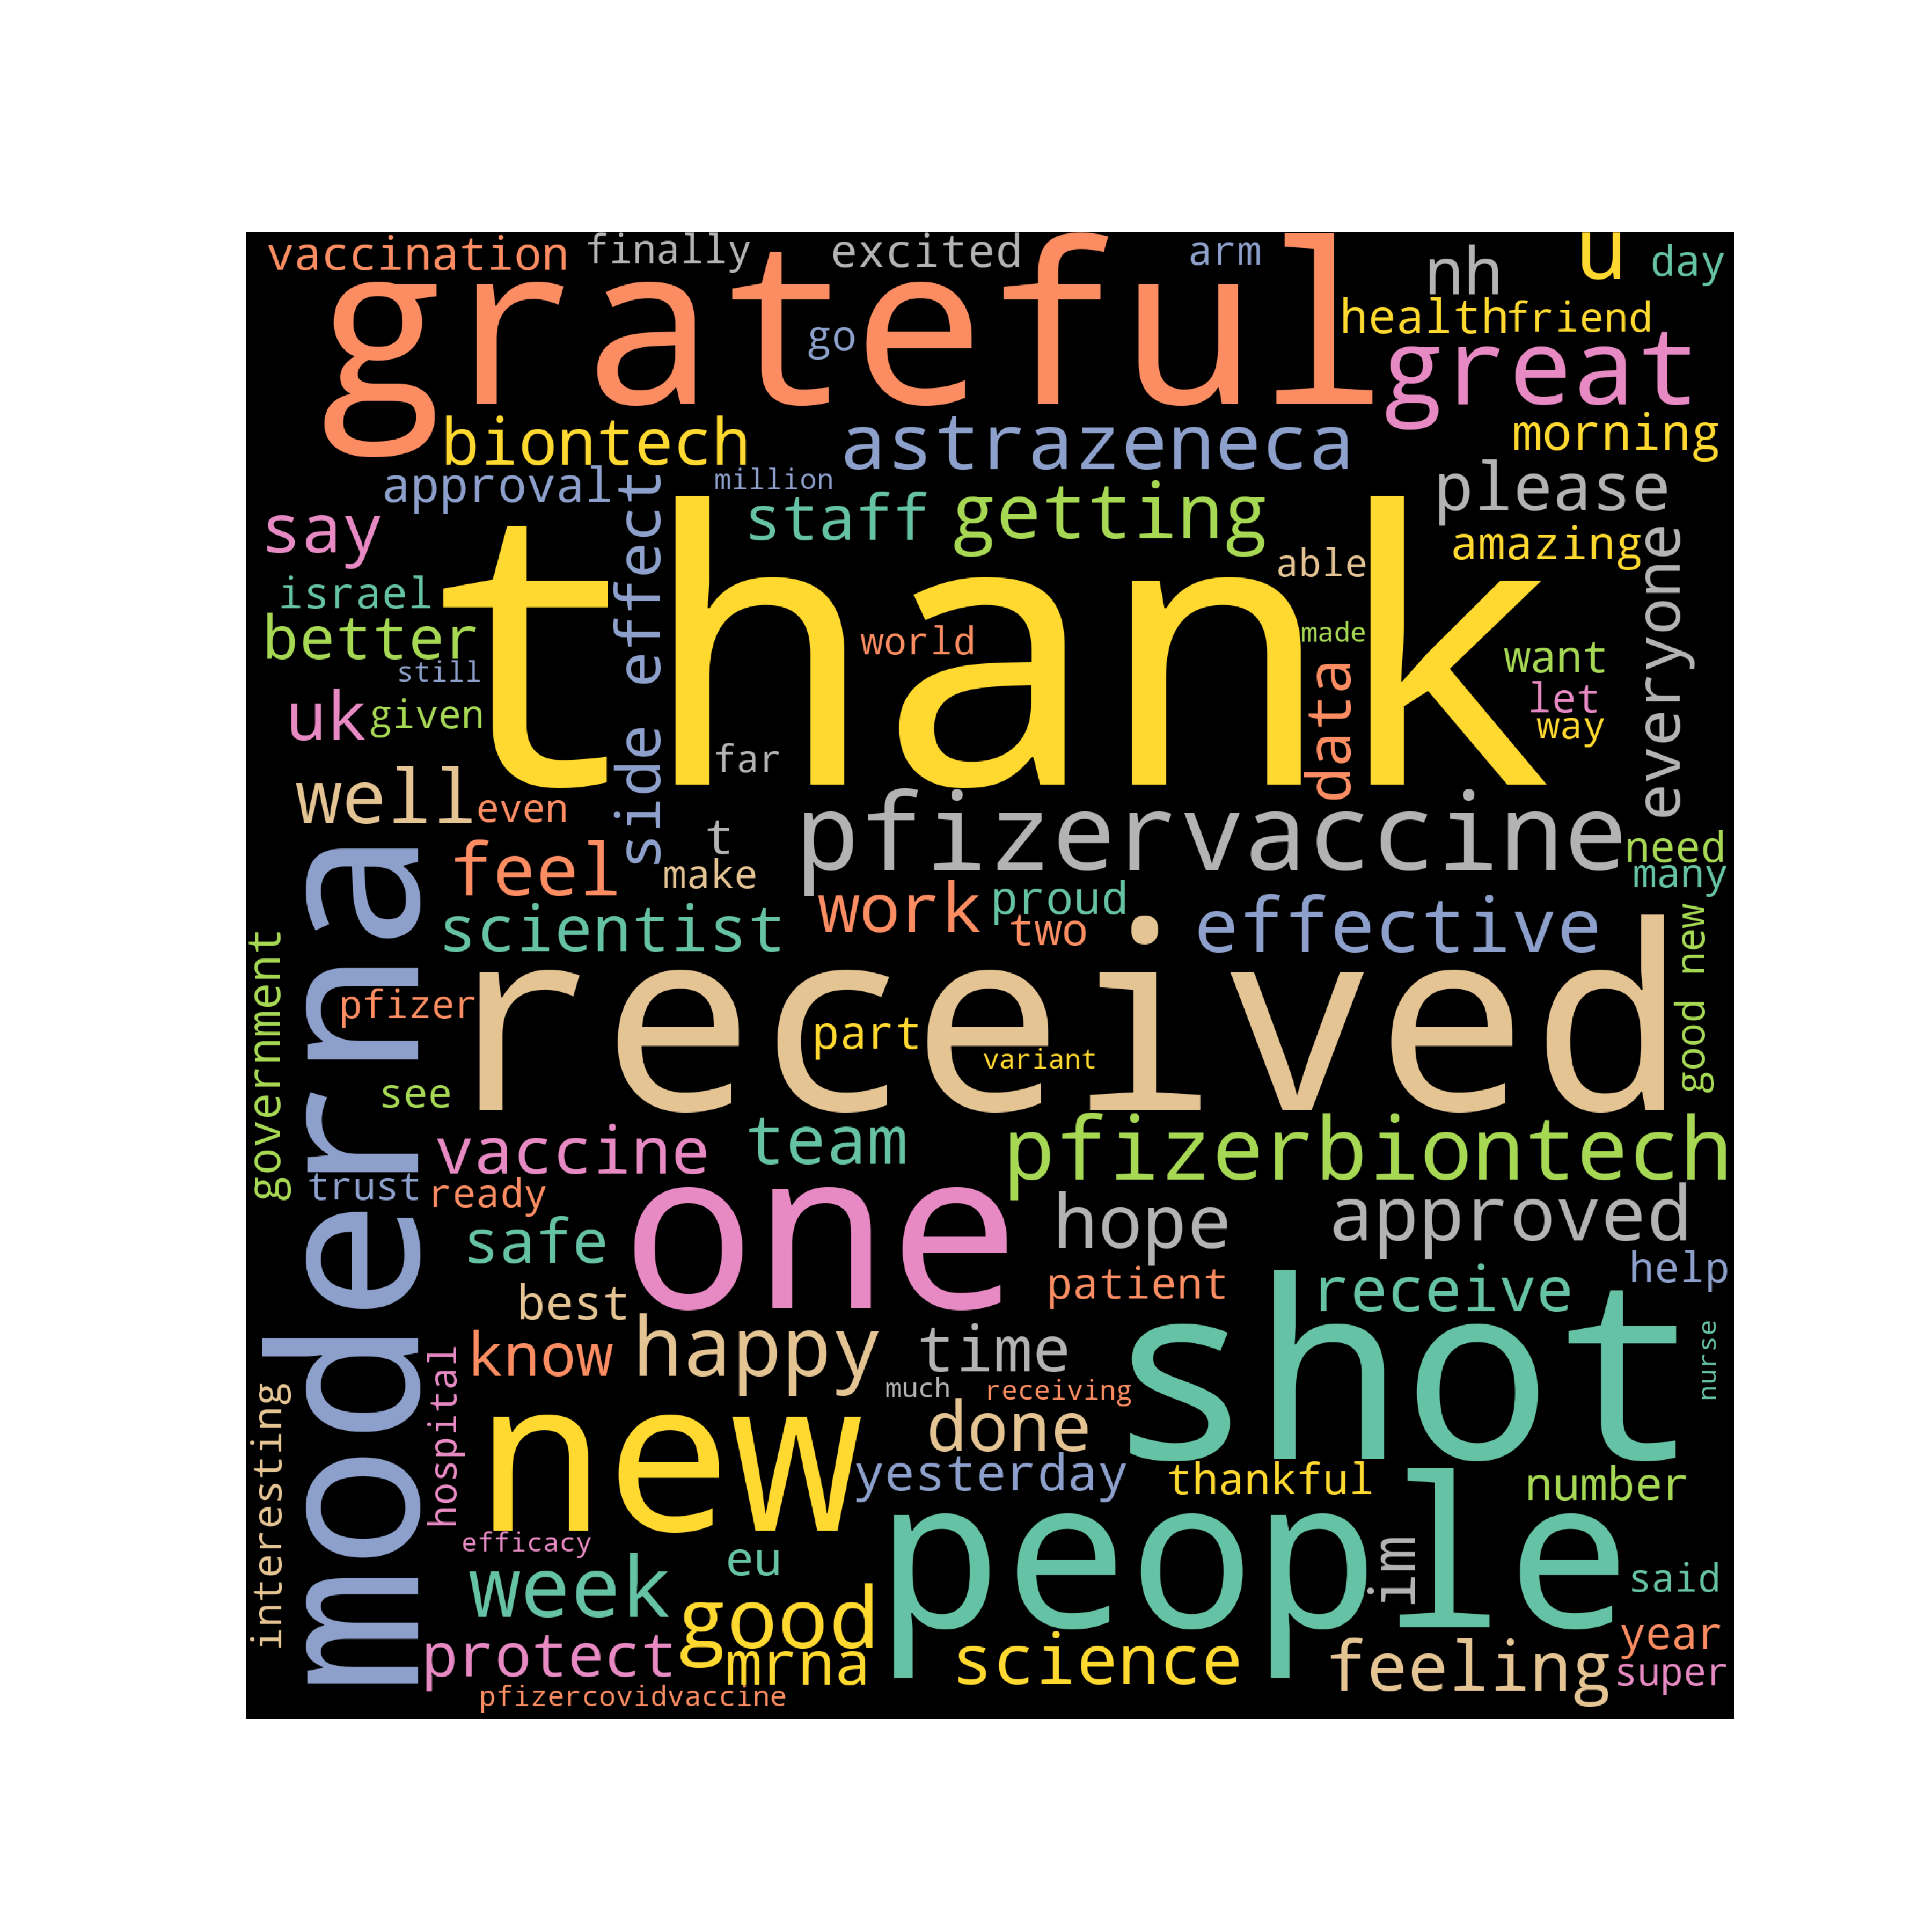 vaccination
finally
excited
arm
nh
u
day
grateful
go
health
friend
great
biontech
astrazeneca
morning
approval
million
please
say
side effect
staff
getting
amazing
thank
able
everyone
israel
better
world
made
want
still
data
let
uk
given
way
far
well
even
t
pfizervaccine
need
feel
make
many
moderna
scientist
work
proud
two
effective
government
received
good new
pfizer
part
variant
see
vaccine
team
pfizerbiontech
trust
ready
one
hope
approved
safe
help
best
patient
receive
shot
nurse
know
happy
time
hospital
much
receiving
interesting
new
done
yesterday
thankful
number
people
im
efficacy
eu
week
said
good
year
protect
mrna
science
feeling
super
pfizercovidvaccine